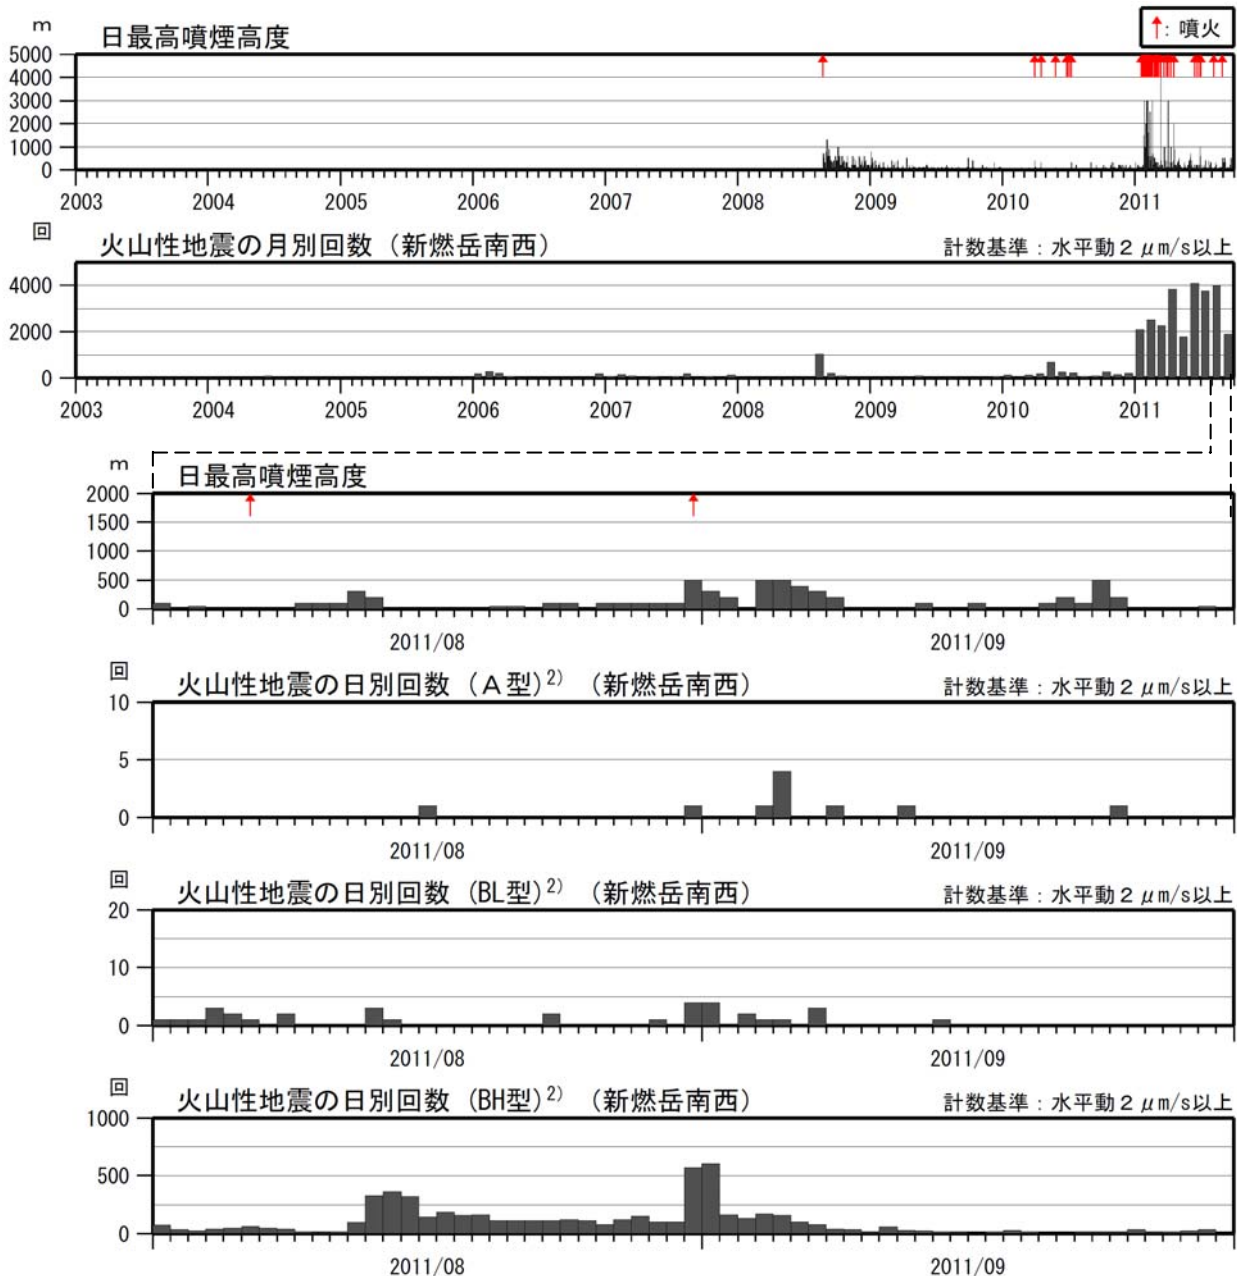 m
日最高噴煙高度
↑: 噴火
5000
4000
3000
2000
1000
0
2003 2004 2005 2006 2007 2008 2009 2010 2011
回
火山性地震の月別回数（新燃岳南西）
計数基準：水平動２μm/s以上
4000
2000
0
2003 2004 2005 2006 2007 2008 2009 2010 2011
m
日最高噴煙高度
2000
1500
1000
500
0
2011/08 2011/09
回
火山性地震の日別回数（Ａ型）2)（新燃岳南西）
計数基準：水平動２μm/s以上
10
5
0
2011/08 2011/09
回
火山性地震の日別回数（BL型）2)（新燃岳南西）
計数基準：水平動２μm/s以上
20
10
0
2011/08 2011/09
回
火山性地震の日別回数（BH型）2)（新燃岳南西）
計数基準：水平動２μm/s以上
1000
500
0
2011/08 2011/09